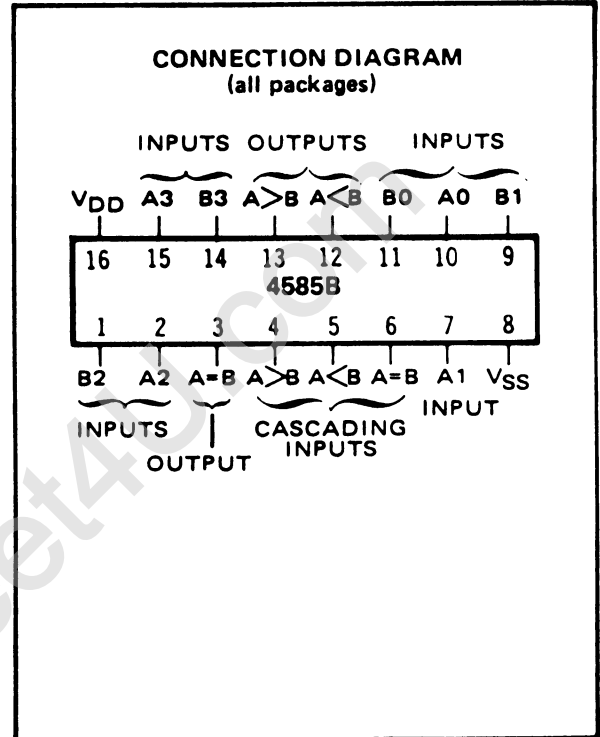 CONNECTION DIAGRAM
(all packages)
INPUTS OUTPUTS INPUTS
VDD A3 B3 A>B A<B B0 A0 B1
16 15 14 13 12 11 10 9
4585B
1 2 3 4 5 6 7 8
B2 A2 A=B A>B A<B A=B A1 VSS
INPUTS CASCADING INPUT
INPUTS
OUTPUT
et4U.com